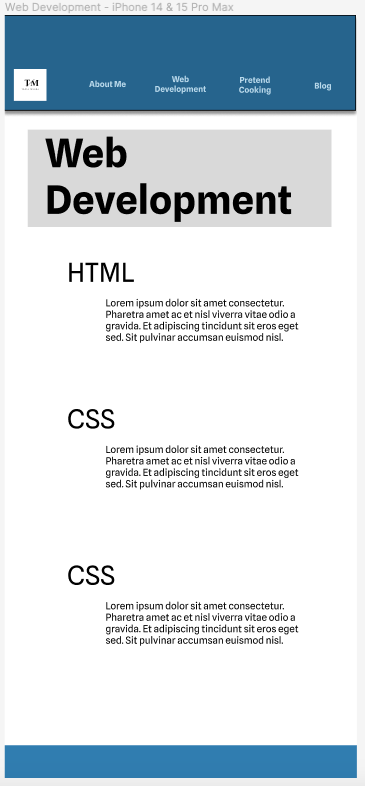 Web Development - iPhone 14 & 15 Pro Max
TM
About Me
Web
Development
Pretend
Cooking
Blog
Web
Development
HTML
Lorem ipsum dolor sit amet consectetur.
Pharetra amet ac et nisl viverra vitae odio a
gravida. Et adipiscing tincidunt sit eros eget
sed. Sit pulvinar accumsan euismod nisl.
CSS
Lorem ipsum dolor sit amet consectetur.
Pharetra amet ac et nisl viverra vitae odio a
gravida. Et adipiscing tincidunt sit eros eget
sed. Sit pulvinar accumsan euismod nisl.
CSS
Lorem ipsum dolor sit amet consectetur.
Pharetra amet ac et nisl viverra vitae odio a
gravida. Et adipiscing tincidunt sit eros eget
sed. Sit pulvinar accumsan euismod nisl.